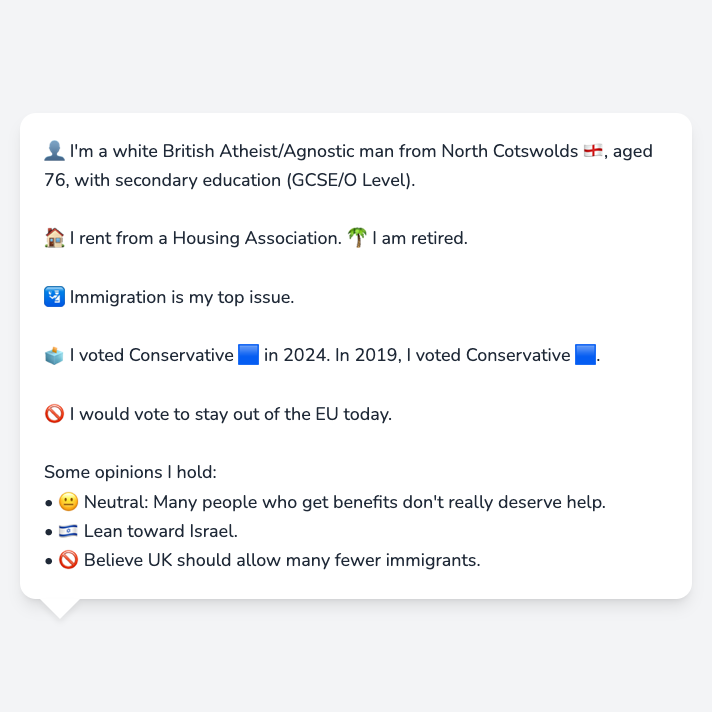 👤 I'm a white British Atheist/Agnostic man from North Cotswolds 🏴󠁧󠁢󠁥󠁮󠁧󠁿, aged
76, with secondary education (GCSE/O Level).
🏠 I rent from a Housing Association. 🌴 I am retired.
🛂 Immigration is my top issue.
🗳️ I voted Conservative 🟦 in 2024. In 2019, I voted Conservative 🟦.
🚫 I would vote to stay out of the EU today.
Some opinions I hold:
• 😐 Neutral: Many people who get benefits don't really deserve help.
• 🇮🇱 Lean toward Israel.
• 🚫 Believe UK should allow many fewer immigrants.